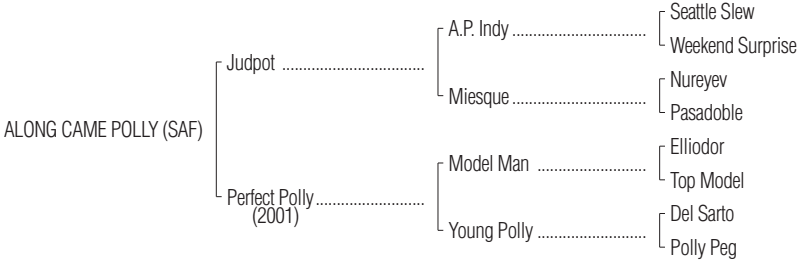 Seattle Slew
A.P. Indy ................................
Weekend Surprise
Judpot ..................................
Nureyev
Miesque ................................
Pasadoble
ALONG CAME POLLY (SAF)
Elliodor
Model Man ..........................
Top Model
Perfect Polly ..........................
(2001)
Del Sarto
Young Polly ..........................
Polly Peg